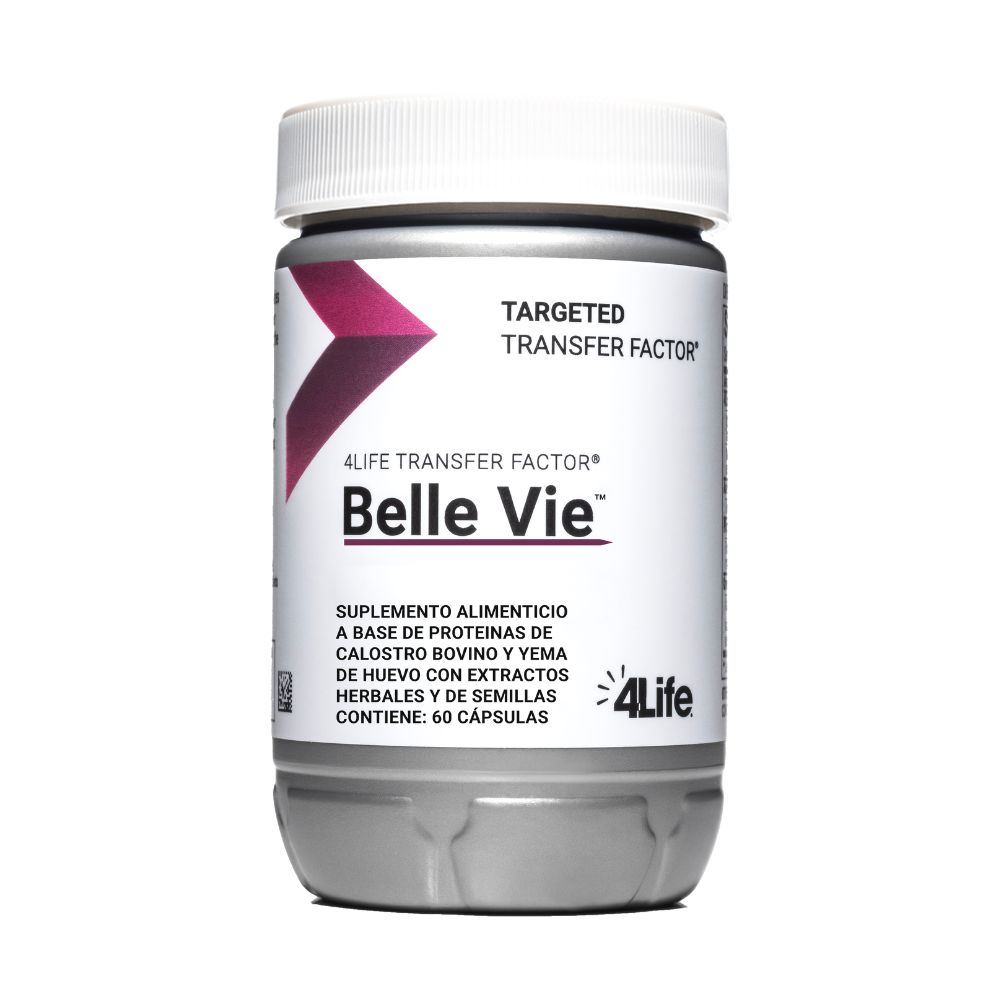 TARGETED
TRANSFER FACTOR®
4LIFE TRANSFER FACTOR®
Belle Vie™
SUPLEMENTO ALIMENTICIO
A BASE DE PROTEINAS DE
CALOSTRO BOVINO Y YEMA
DE HUEVO CON EXTRACTOS
HERBALES Y DE SEMILLAS
CONTIENE: 60 CÁPSULAS
4Life